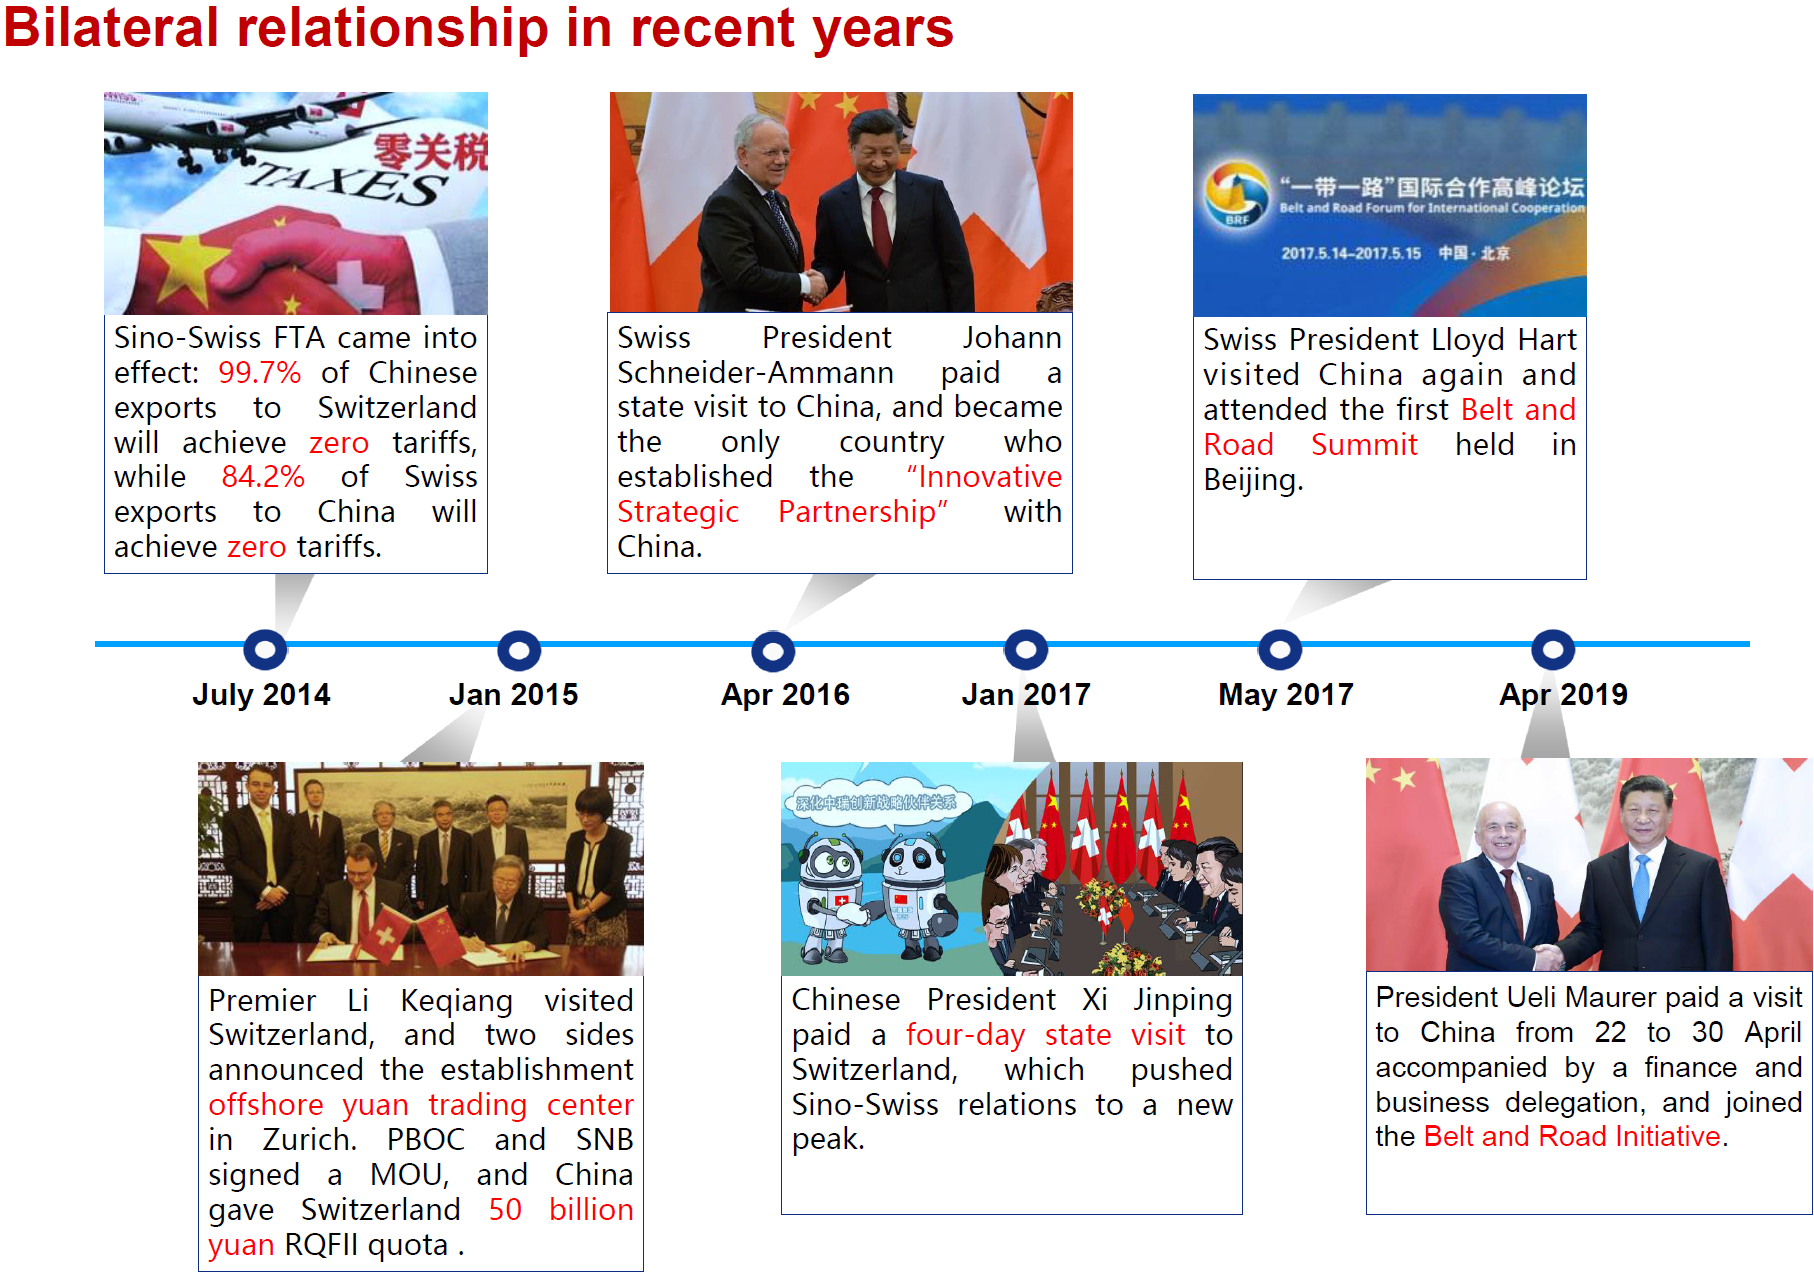 Bilateral relationship in recent years
零关税
TAXES
Sino-Swiss FTA came into
effect: 99.7% of Chinese
exports to Switzerland
will achieve zero tariffs,
while 84.2% of Swiss
exports to China will
achieve zero tariffs.
Swiss President Johann
Schneider-Ammann paid a
state visit to China, and became
the only country who
established the “Innovative
Strategic Partnership” with
China.
“一带一路”国际合作高峰论坛
Belt and Road Forum for International Cooperation
BRF
2017.5.14-2017.5.15 中国·北京
Swiss President Lloyd Hart
visited China again and
attended the first Belt and
Road Summit held in
Beijing.
July 2014
Jan 2015
Apr 2016
Jan 2017
May 2017
Apr 2019
Premier Li Keqiang visited
Switzerland, and two sides
announced the establishment
offshore yuan trading center
in Zurich. PBOC and SNB
signed a MOU, and China
gave Switzerland 50 billion
yuan RQFII quota .
深化中瑞创新战略伙伴关系
Chinese President Xi Jinping
paid a four-day state visit to
Switzerland, which pushed
Sino-Swiss relations to a new
peak.
President Ueli Maurer paid a visit
to China from 22 to 30 April
accompanied by a finance and
business delegation, and joined
the Belt and Road Initiative.